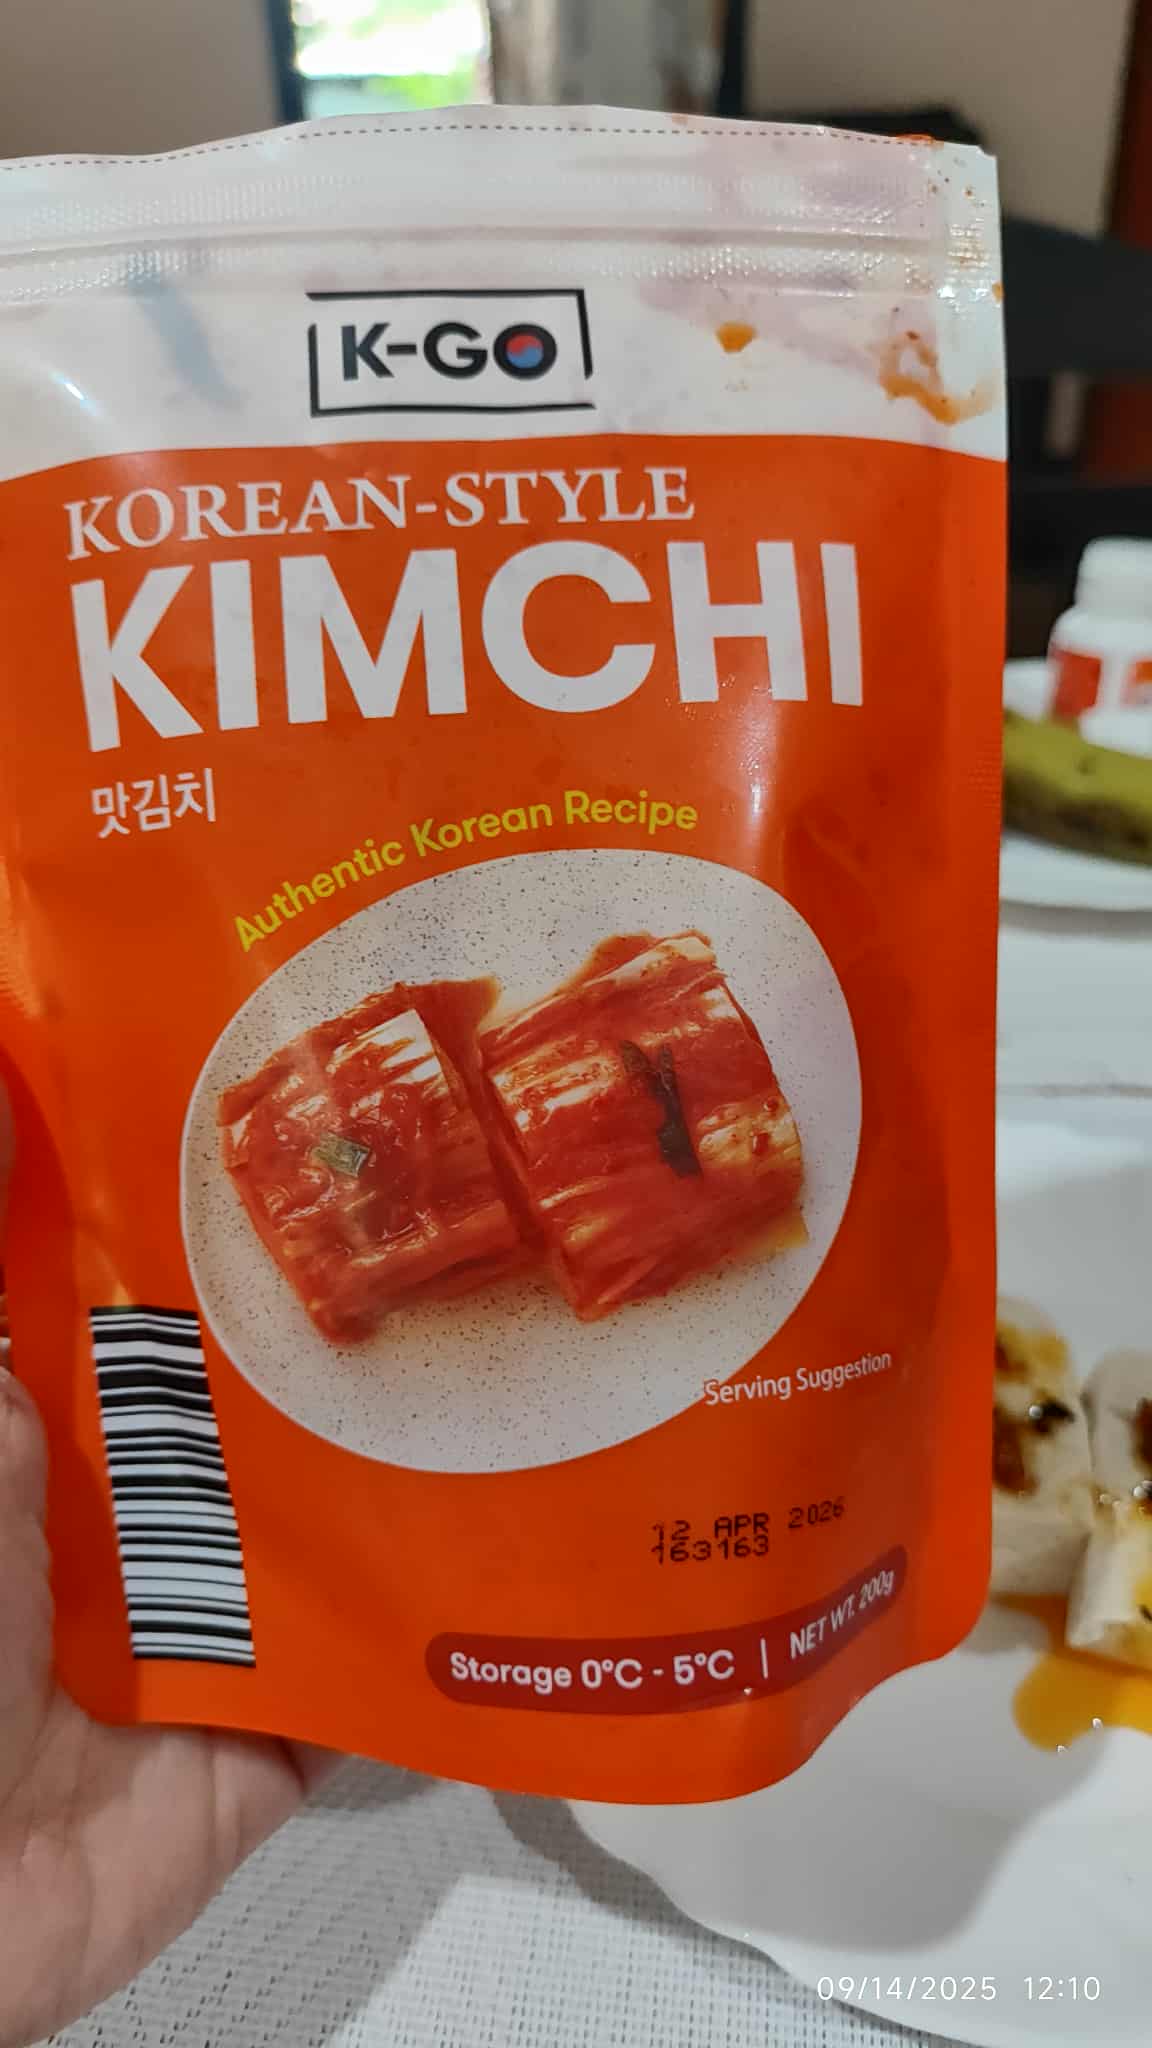 K-GO
KOREAN-STYLE
KIMCHI
맛김치
Authentic Korean Recipe
Serving Suggestion
12 APR 2026
163163
Storage 0°C - 5°C | NET WT. 200g
09/14/2025 12:10